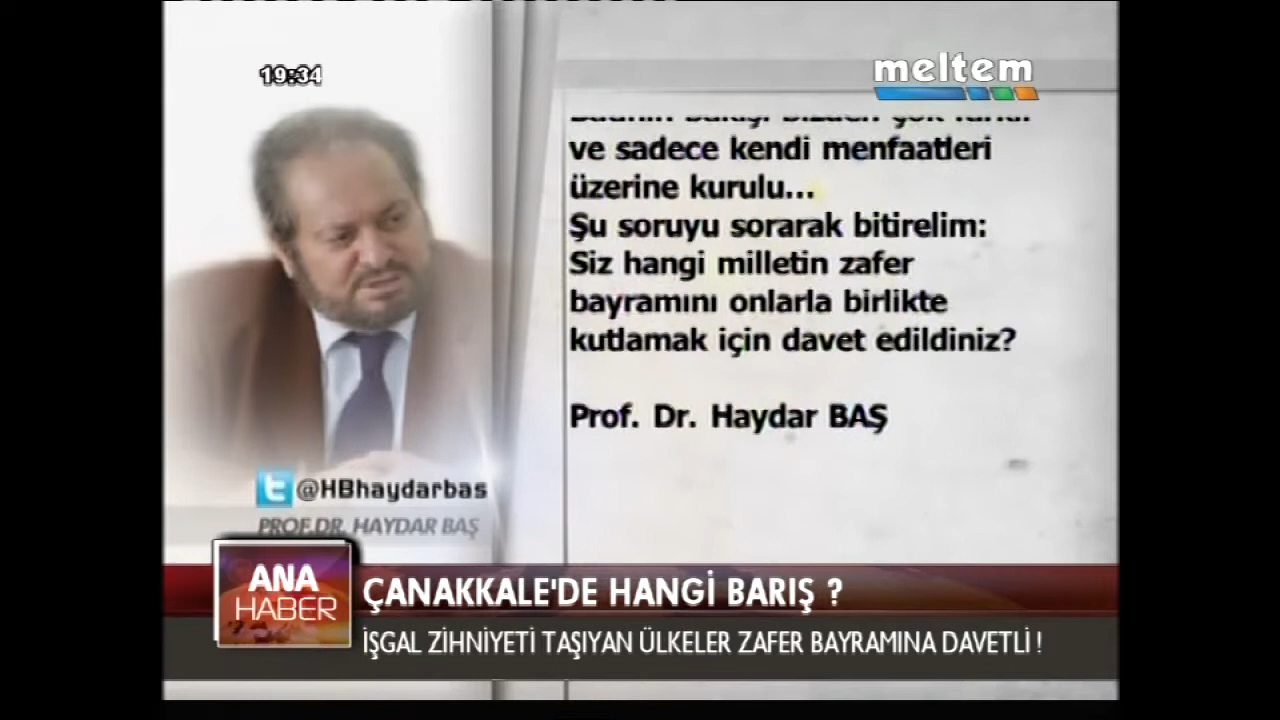 19:34
meltem
ve sadece kendi menfaatleri
üzerine kurulu...
Şu soruyu sorarak bitirelim:
Siz hangi milletin zafer
bayramını onlarla birlikte
kutlamak için davet edildiniz?
Prof. Dr. Haydar BAŞ
@HBhaydarbas
PROF.DR. HAYDAR BAŞ
ANA
HABER
ÇANAKKALE'DE HANGİ BARIŞ ?
İŞGAL ZİHNİYETİ TAŞIYAN ÜLKELER ZAFER BAYRAMINA DAVETLİ !